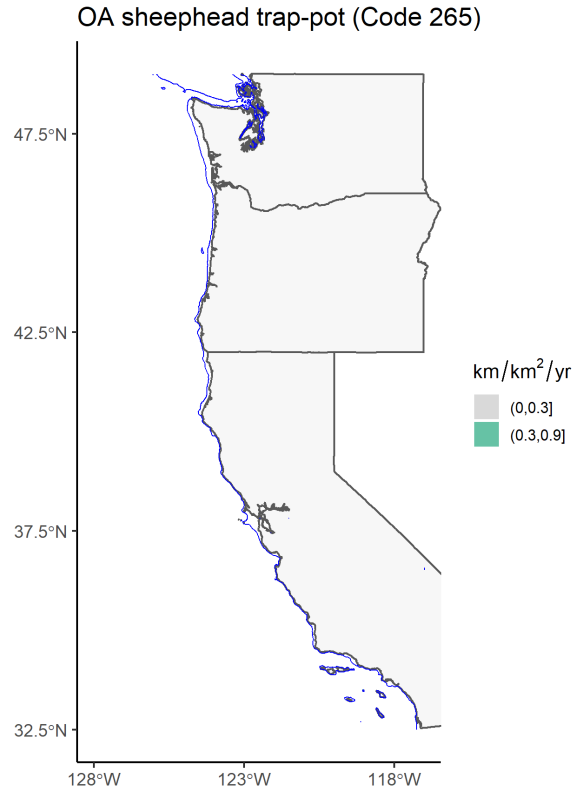 OA sheephead trap-pot (Code 265)
47.5°N
42.5°N
km/km²/yr
(0,0.3]
(0.3,0.9]
37.5°N
32.5°N
128°W 123°W 118°W